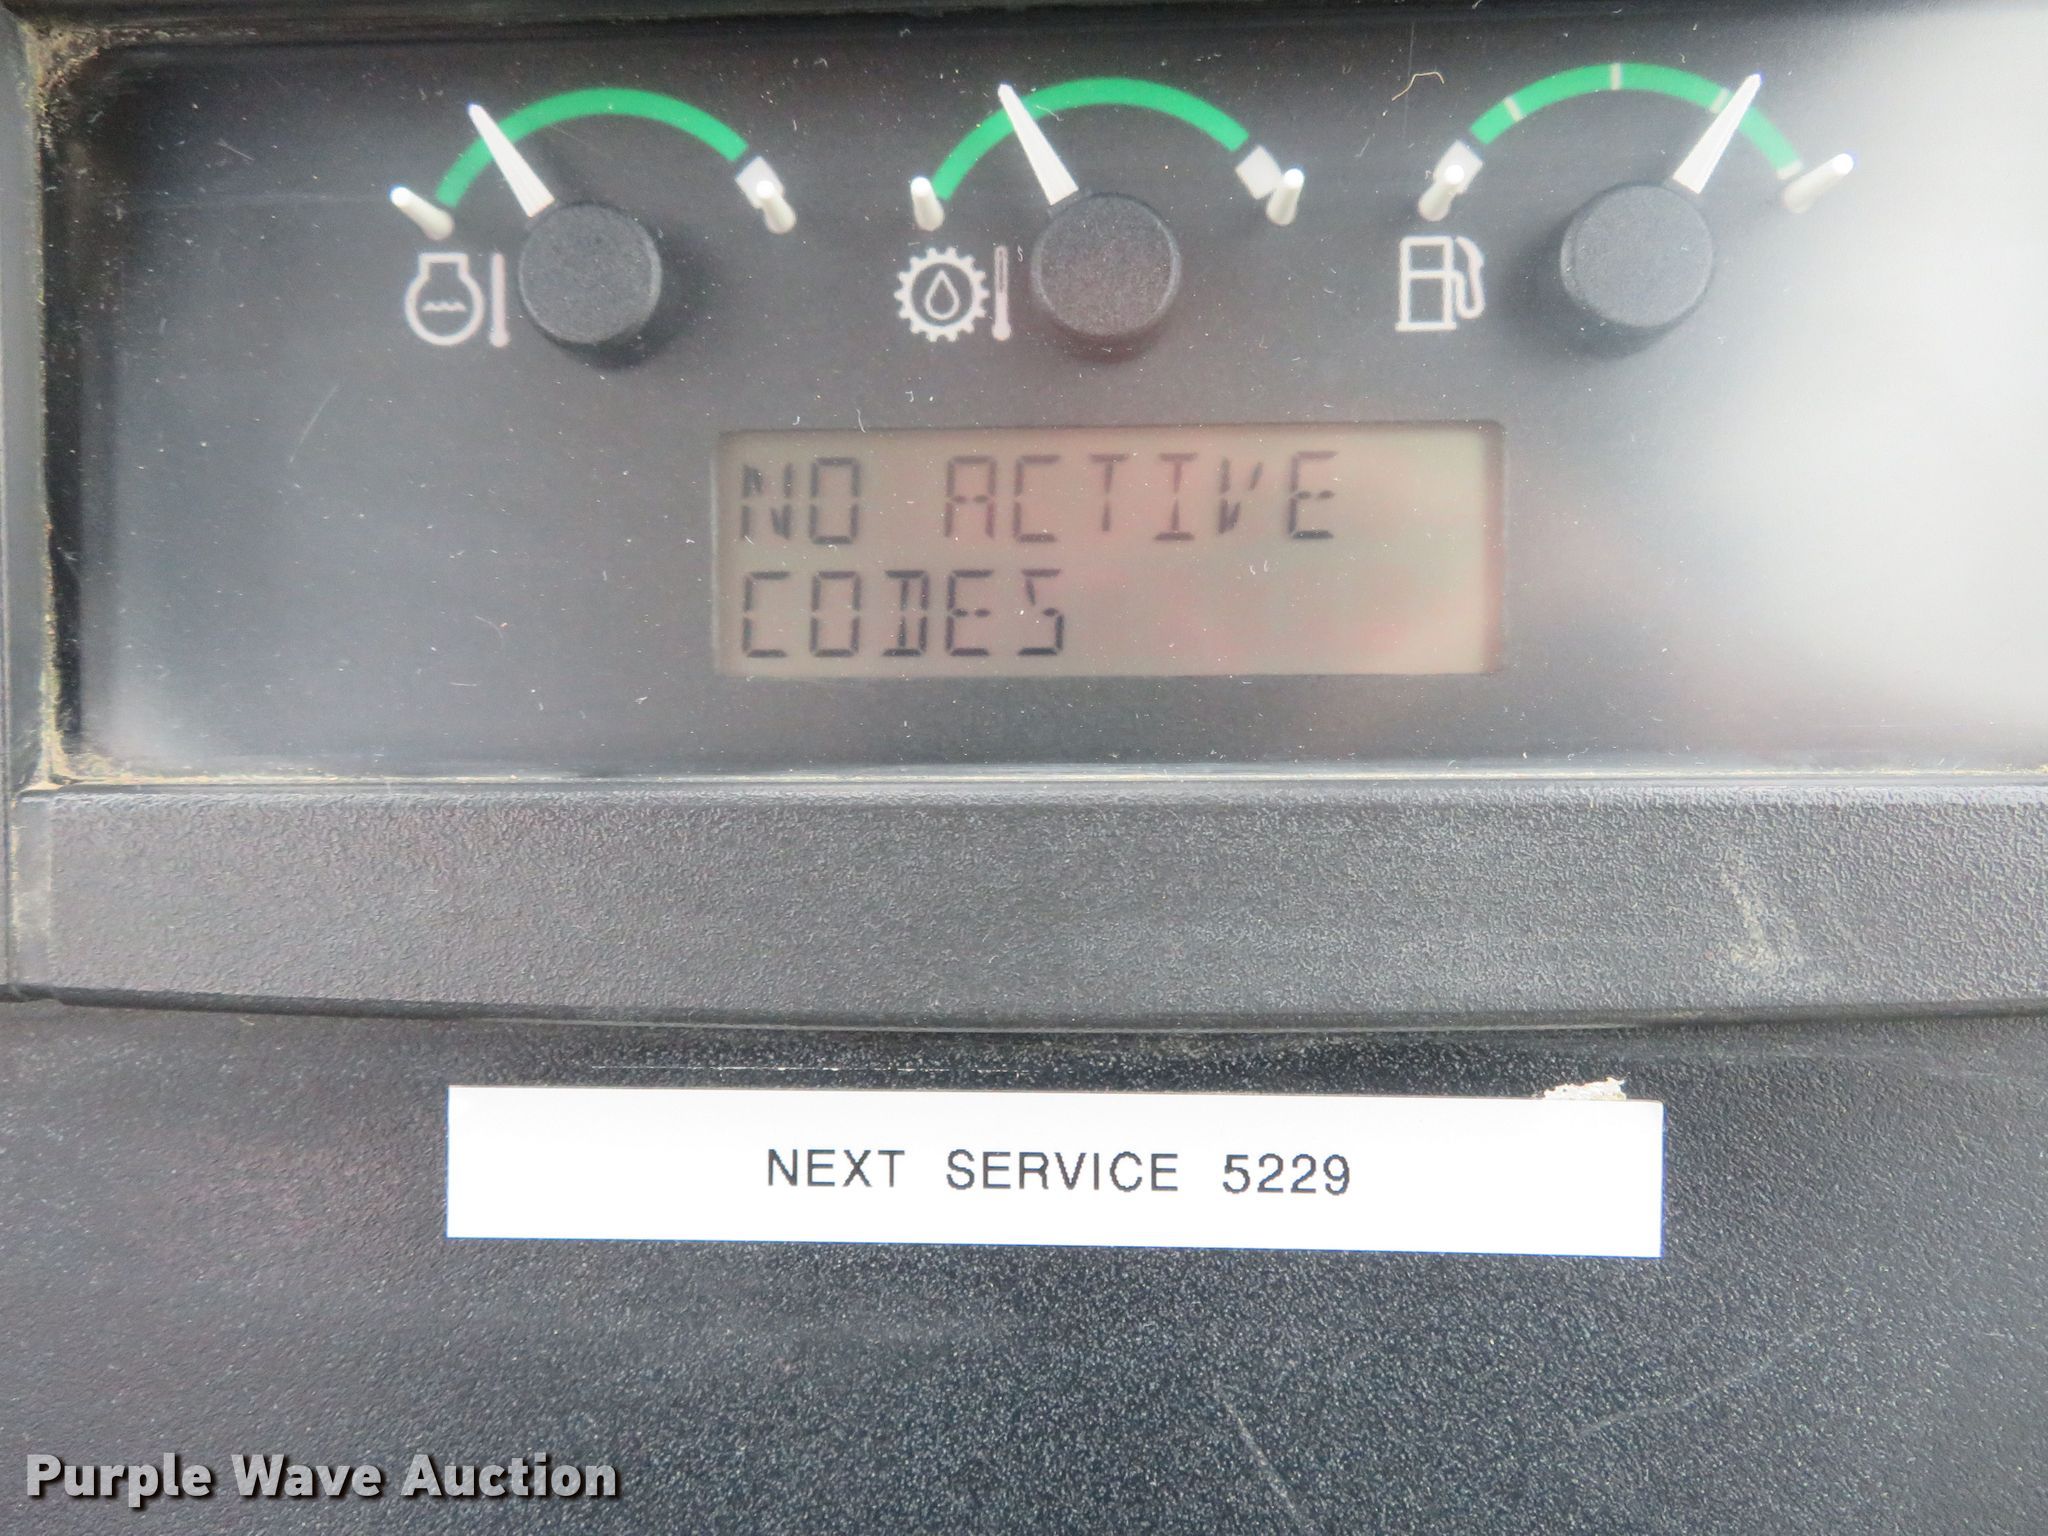 NO ACTIVE
CODES
NEXT SERVICE 5229
Purple Wave Auction